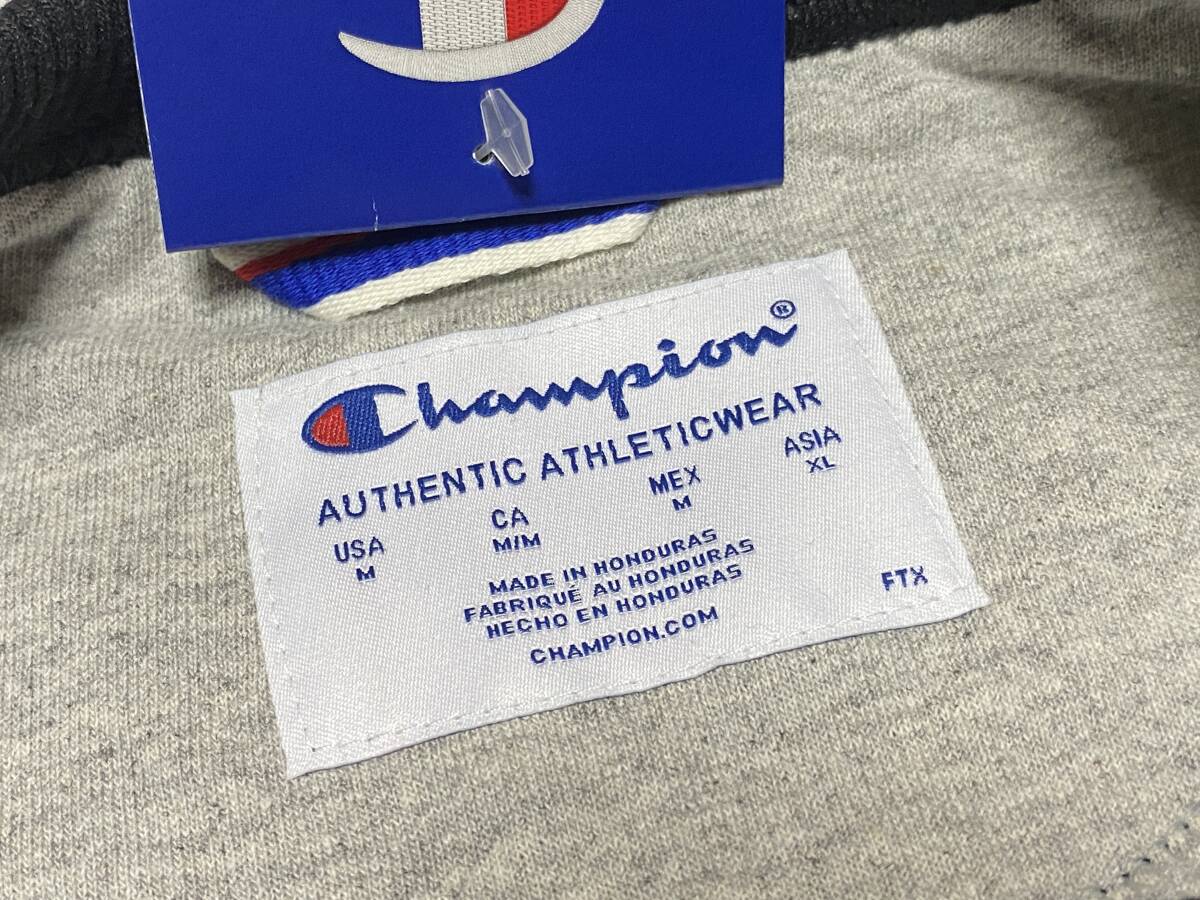 Champion®
AUTHENTIC ATHLETICWEAR
USA CA MEX ASIA
M M/M M XL
MADE IN HONDURAS
FABRIQUÉ AU HONDURAS
HECHO EN HONDURAS
CHAMPION.COM
FTX